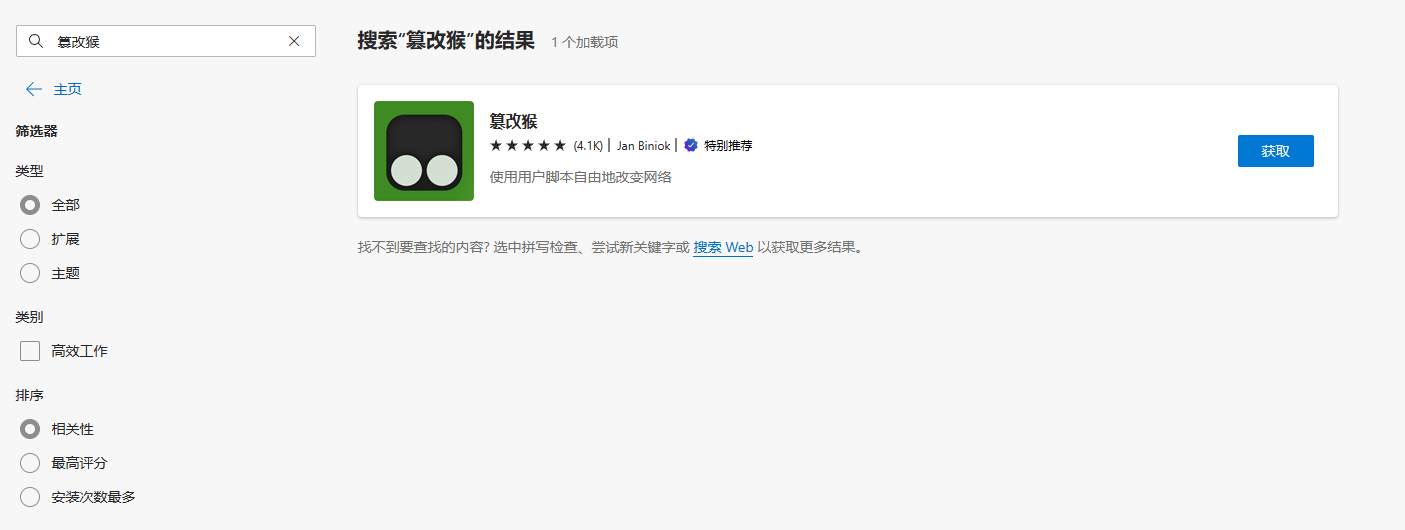 篡改猴
主页
筛选器
类型
全部
扩展
主题
类别
高效工作
排序
相关性
最高评分
安装次数最多
搜索“篡改猴”的结果 1 个加载项
篡改猴
(4.1K) | Jan Biniok | 特别推荐
使用用户脚本自由地改变网络
获取
找不到要查找的内容? 选中拼写检查、尝试新关键字或 搜索 Web 以获取更多结果。